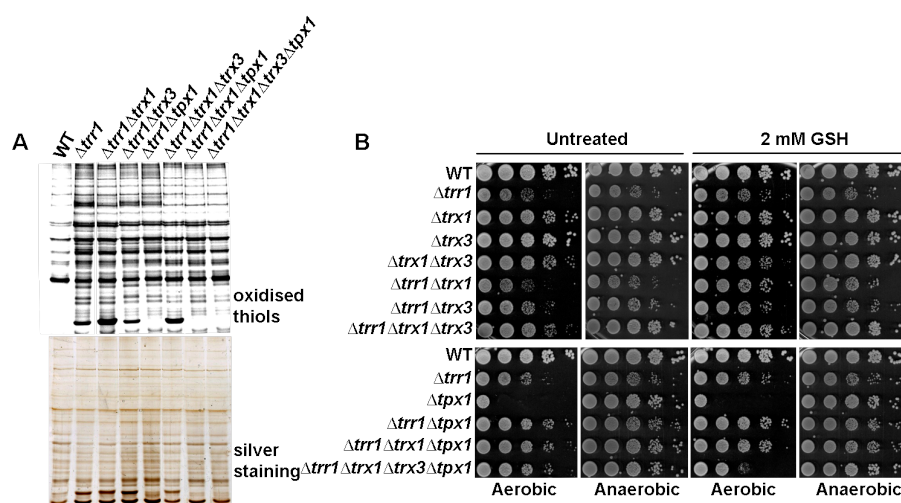 A
WT
Δtrr1
Δtrr1Δtrx1
Δtrr1Δtrx3
Δtrr1Δtpx1
Δtrr1Δtrx1Δtrx3
Δtrr1Δtrx1Δtpx1
Δtrr1Δtrx1Δtrx3Δtpx1
oxidised
thiols
silver
staining
B
Untreated
2 mM GSH
WT
Δtrr1
Δtrx1
Δtrx3
Δtrx1Δtrx3
Δtrr1Δtrx1
Δtrr1Δtrx3
Δtrr1Δtrx1Δtrx3
WT
Δtrr1
Δtpx1
Δtrr1Δtpx1
Δtrr1Δtrx1Δtpx1
Δtrr1Δtrx1Δtrx3Δtpx1
Aerobic
Anaerobic
Aerobic
Anaerobic